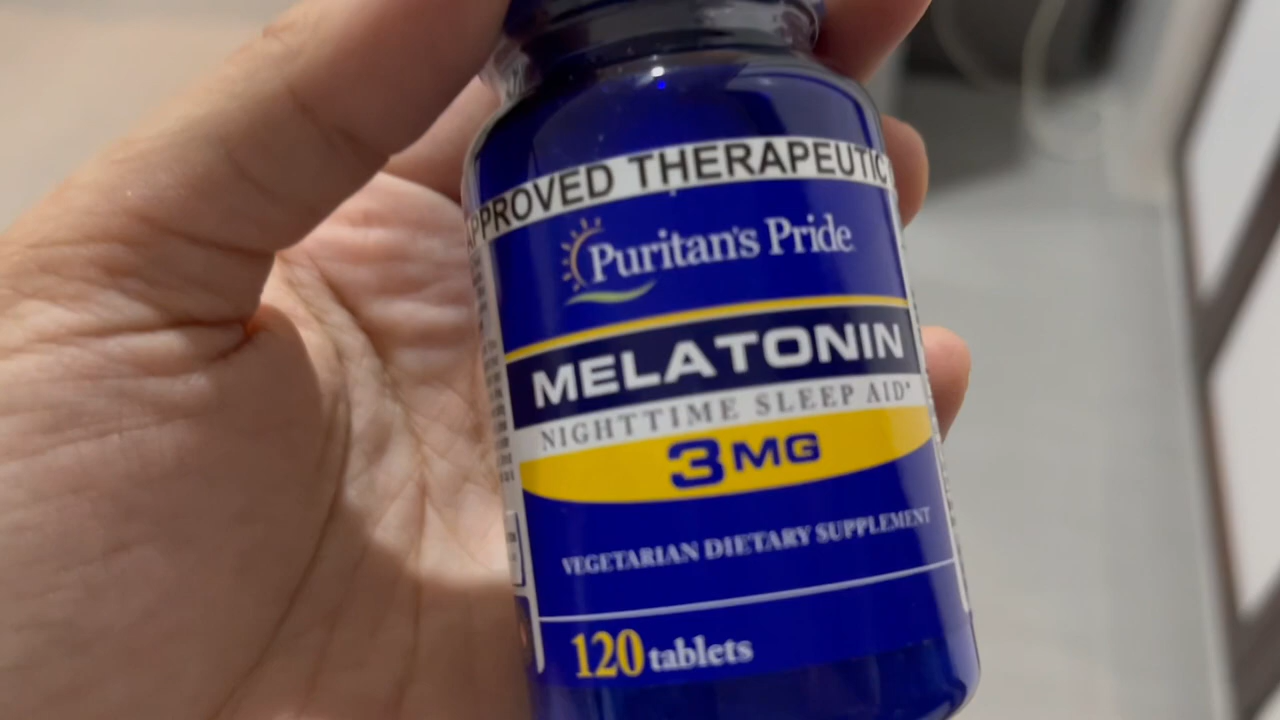 APPROVED THERAPEUTIC
Puritan's Pride
MELATONIN
NIGHTTIME SLEEP AID*
3 MG
VEGETARIAN DIETARY SUPPLEMENT
120 tablets